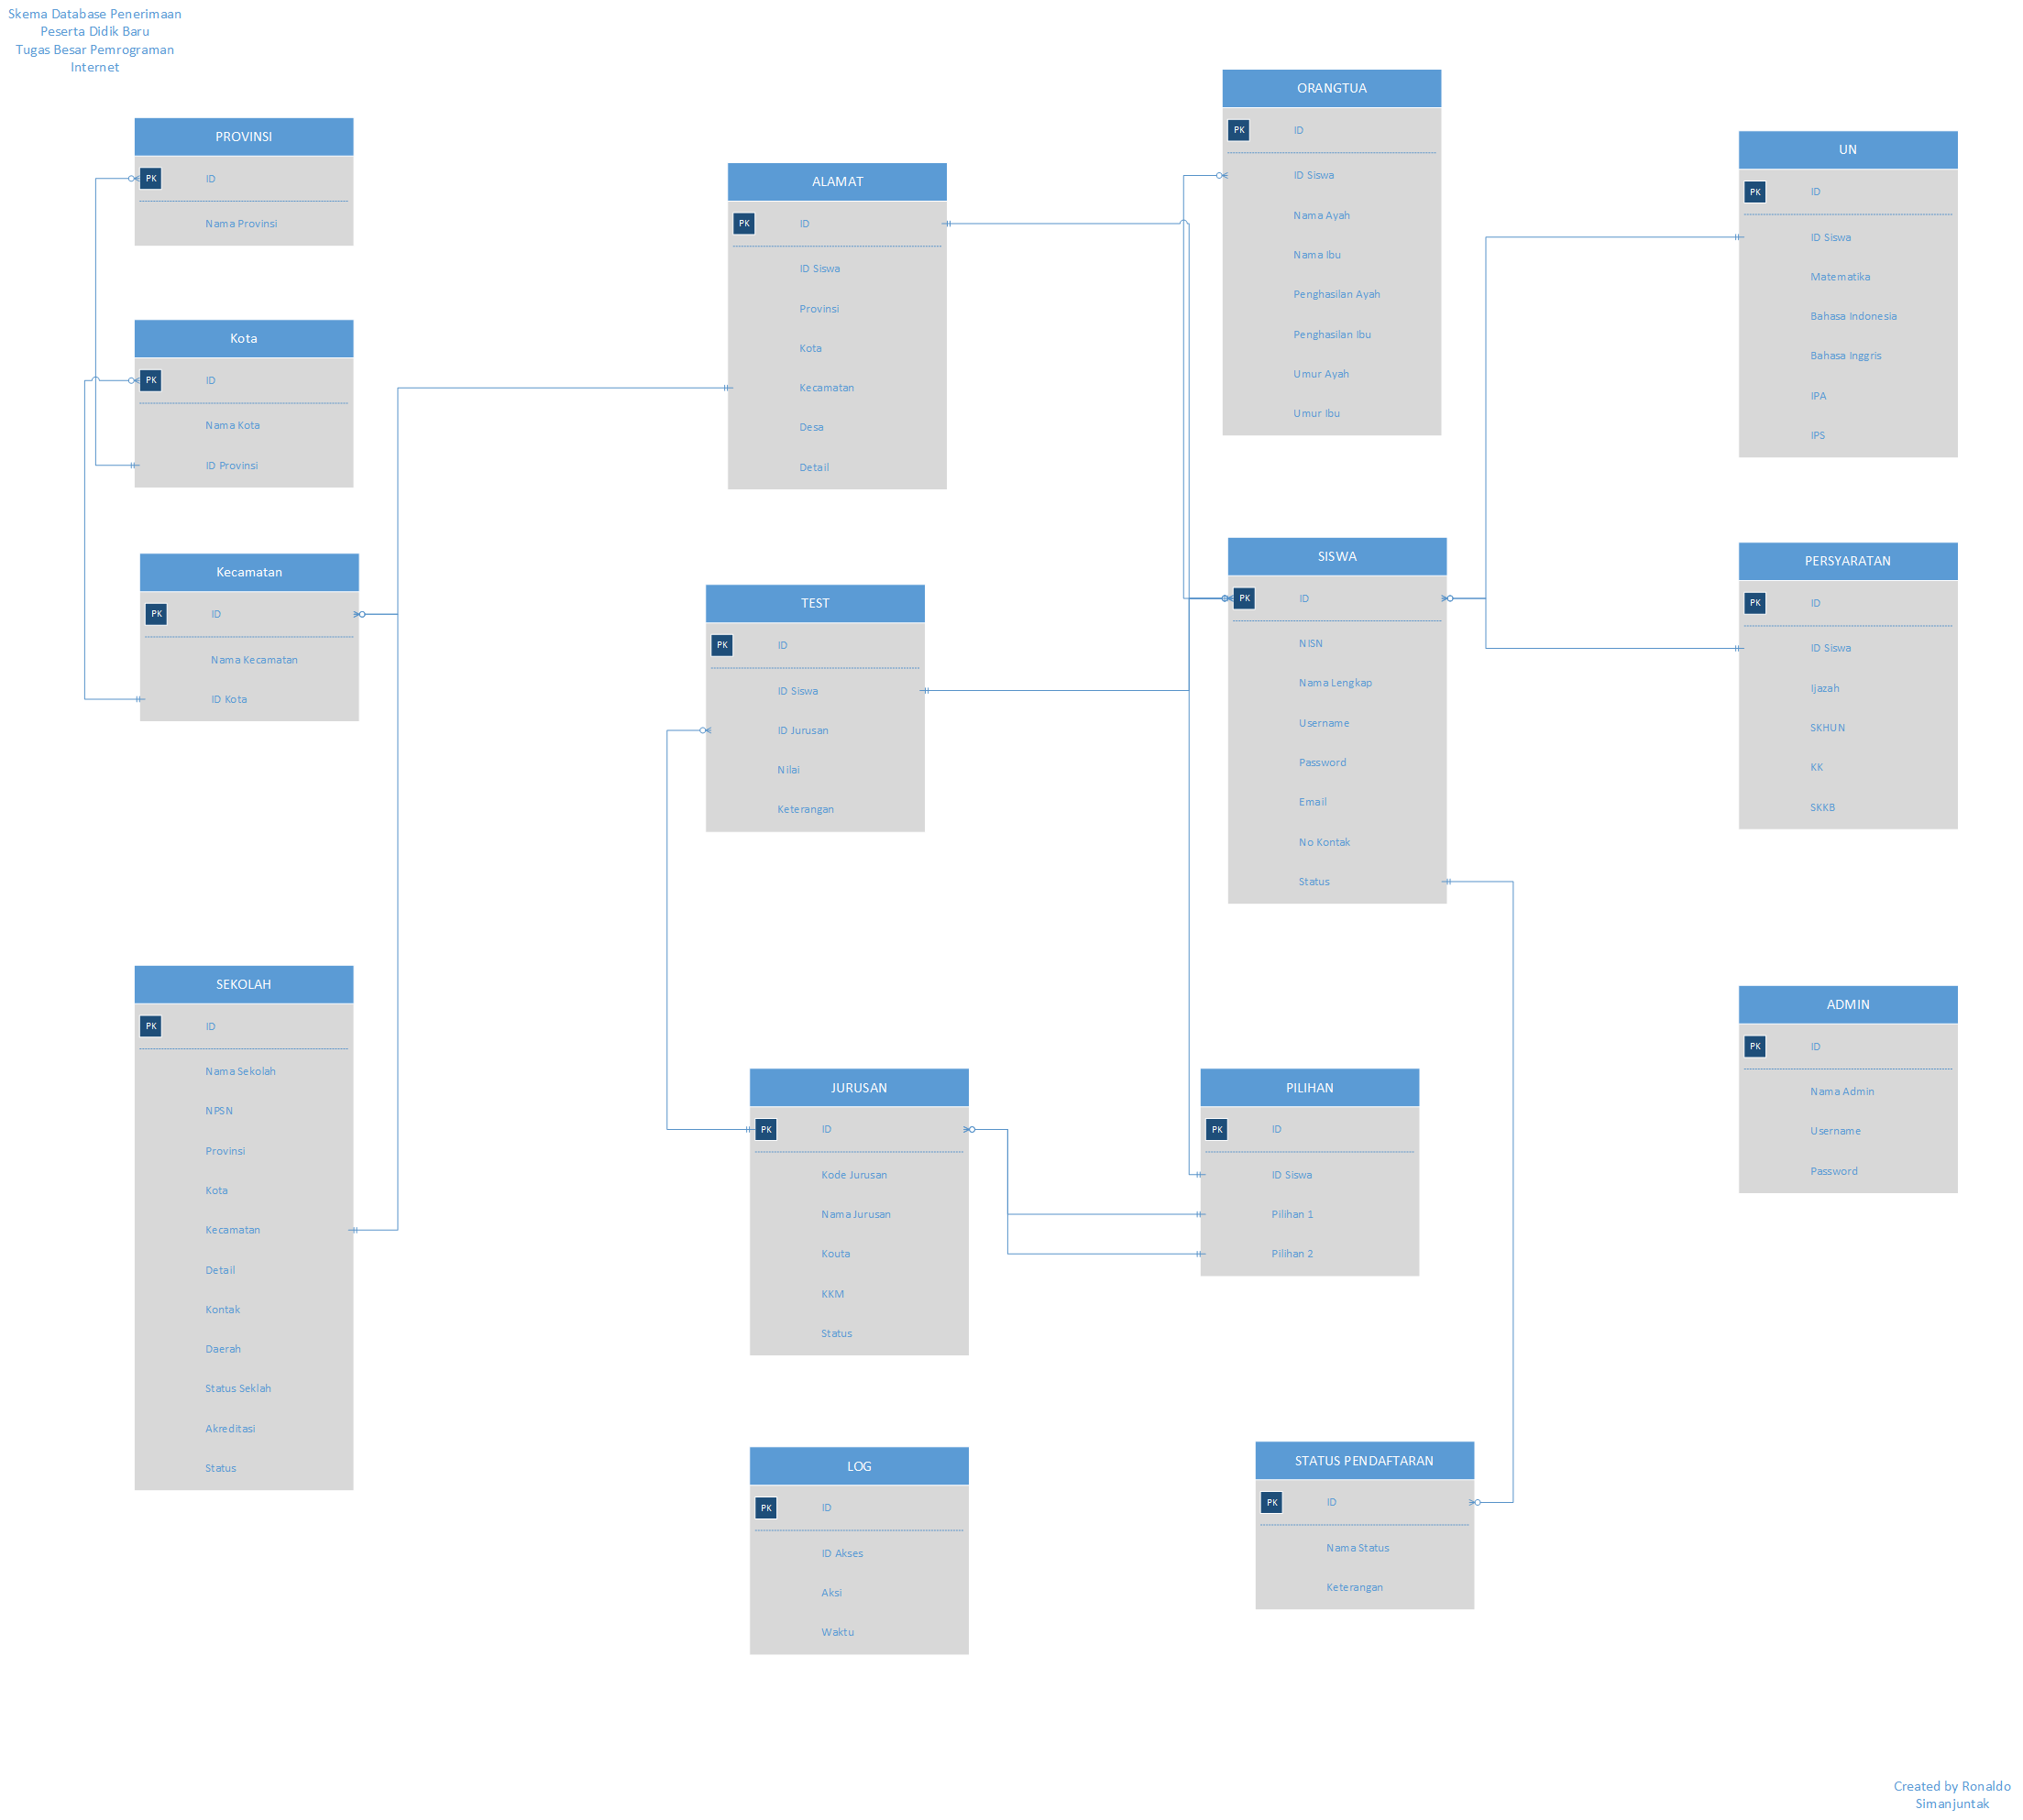 Skema Database Penerimaan
Peserta Didik Baru
Tugas Besar Pemrograman
Internet
PROVINSI
PK ID
Nama Provinsi
Kota
PK ID
Nama Kota
ID Provinsi
Kecamatan
PK ID
Nama Kecamatan
ID Kota
SEKOLAH
PK ID
Nama Sekolah
NPSN
Provinsi
Kota
Kecamatan
Detail
Kontak
Daerah
Status Seklah
Akreditasi
Status
ALAMAT
PK ID
ID Siswa
Provinsi
Kota
Kecamatan
Desa
Detail
TEST
PK ID
ID Siswa
ID Jurusan
Nilai
Keterangan
JURUSAN
PK ID
Kode Jurusan
Nama Jurusan
Kouta
KKM
Status
LOG
PK ID
ID Akses
Aksi
Waktu
ORANGTUA
PK ID
ID Siswa
Nama Ayah
Nama Ibu
Penghasilan Ayah
Penghasilan Ibu
Umur Ayah
Umur Ibu
SISWA
PK ID
NISN
Nama Lengkap
Username
Password
Email
No Kontak
Status
PILIHAN
PK ID
ID Siswa
Pilihan 1
Pilihan 2
STATUS PENDAFTARAN
PK ID
Nama Status
Keterangan
UN
PK ID
ID Siswa
Matematika
Bahasa Indonesia
Bahasa Inggris
IPA
IPS
PERSYARATAN
PK ID
ID Siswa
Ijazah
SKHUN
KK
SKKB
ADMIN
PK ID
Nama Admin
Username
Password
Created by Ronaldo
Simanjuntak